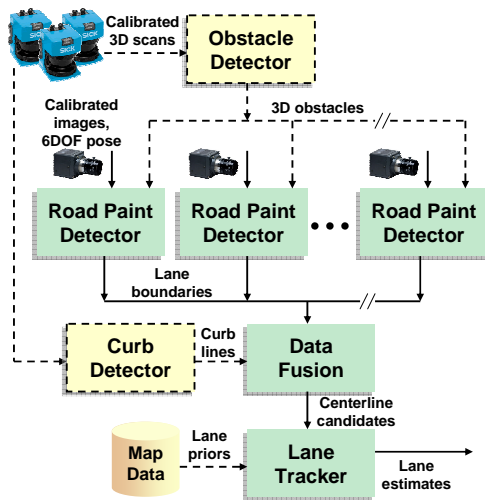 Calibrated
3D scans
SICK
SICK
SICK
Obstacle
Detector
Calibrated
images,
6DOF pose
3D obstacles
Road Paint
Detector
Road Paint
Detector
Road Paint
Detector
Lane
boundaries
Curb
Detector
Curb
lines
Data
Fusion
Centerline
candidates
Map
Data
Lane
priors
Lane
Tracker
Lane
estimates